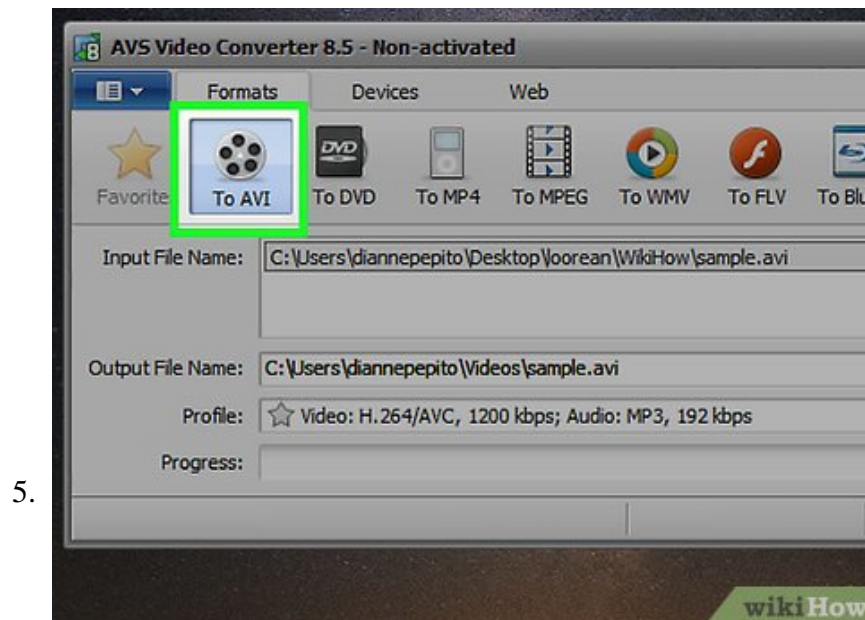 AVS Video Converter 8.5 - Non-activated
Formats Devices Web
Favorite To AVI To DVD To MP4 To MPEG To WMV To FLV To Blu
DVD
Input File Name: C:\Users\diannepepito\Desktop\loorean\WikiHow\sample.avi
Output File Name: C:\Users\diannepepito\Videos\sample.avi
Profile: Video: H.264/AVC, 1200 kbps; Audio: MP3, 192 kbps
Progress:
5.
wikiHow